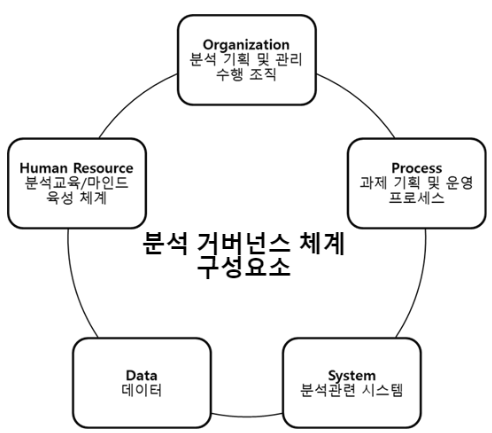 Organization
분석 기획 및 관리
수행 조직
Human Resource
분석교육/마인드
육성 체계
Process
과제 기획 및 운영
프로세스
분석 거버넌스 체계
구성요소
Data
데이터
System
분석관련 시스템